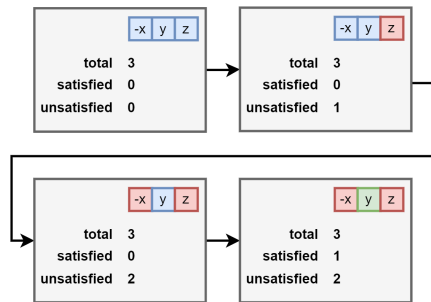 -x y z
total 3
satisfied 0
unsatisfied 0
-x y z
total 3
satisfied 0
unsatisfied 1
-x y z
total 3
satisfied 0
unsatisfied 2
-x y z
total 3
satisfied 1
unsatisfied 2